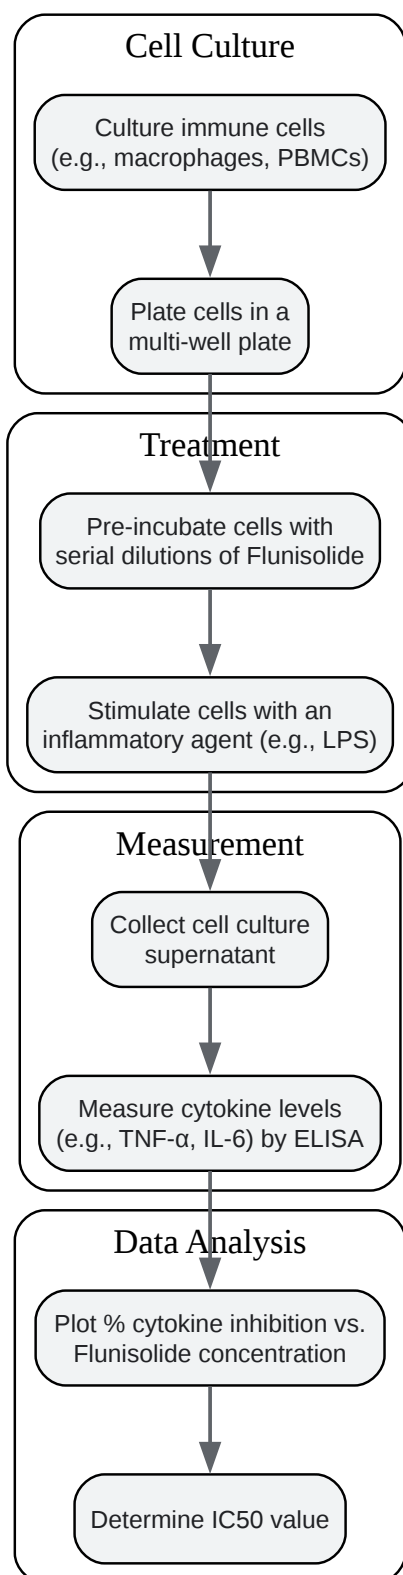 Cell Culture
Culture immune cells
(e.g., macrophages, PBMCs)
Plate cells in a
multi-well plate
Treatment
Pre-incubate cells with
serial dilutions of Flunisolide
Stimulate cells with an
inflammatory agent (e.g., LPS)
Measurement
Collect cell culture
supernatant
Measure cytokine levels
(e.g., TNF-α, IL-6) by ELISA
Data Analysis
Plot % cytokine inhibition vs.
Flunisolide concentration
Determine IC50 value